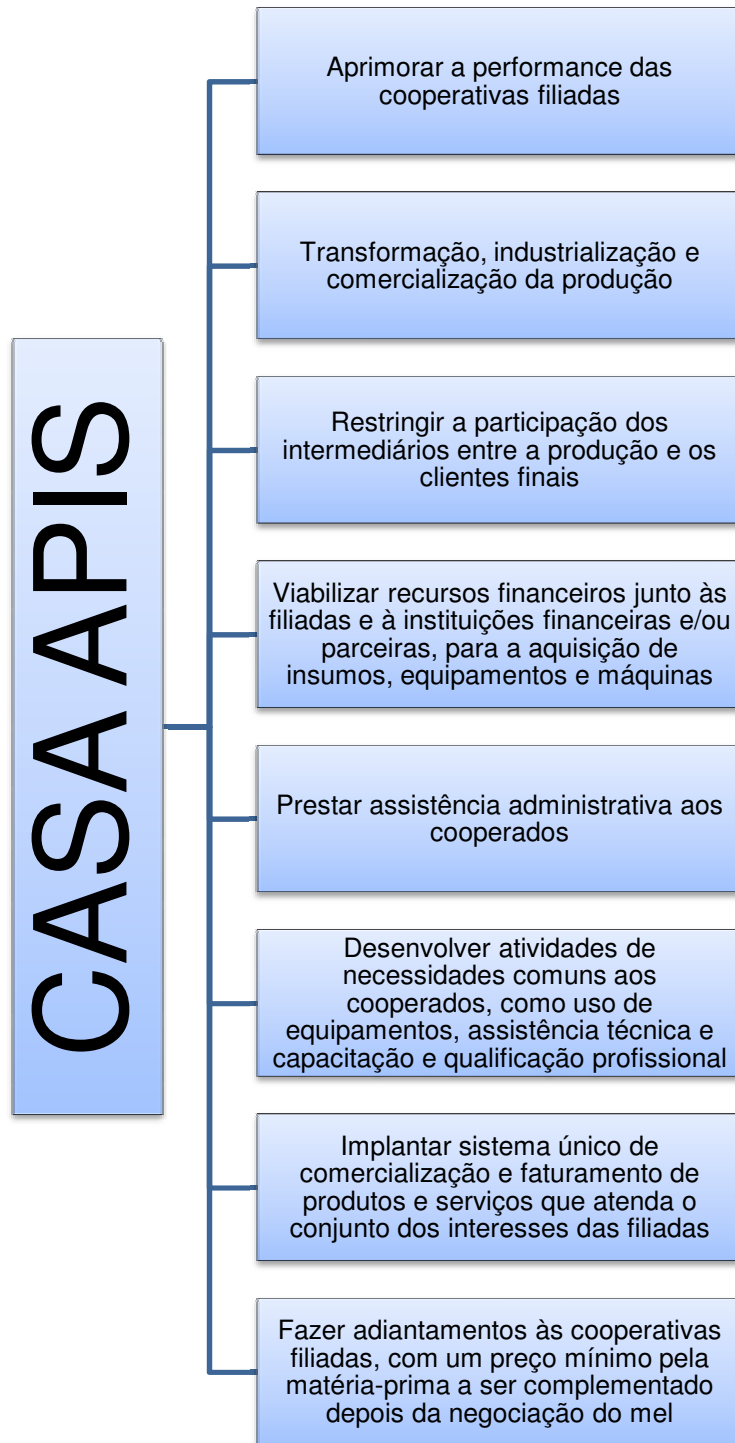 CASA APIS
Aprimorar a performance das
cooperativas filiadas
Transformação, industrialização e
comercialização da produção
Restringir a participação dos
intermediários entre a produção e os
clientes finais
Viabilizar recursos financeiros junto às
filiadas e à instituições financeiras e/ou
parceiras, para a aquisição de
insumos, equipamentos e máquinas
Prestar assistência administrativa aos
cooperados
Desenvolver atividades de
necessidades comuns aos
cooperados, como uso de
equipamentos, assistência técnica e
capacitação e qualificação profissional
Implantar sistema único de
comercialização e faturamento de
produtos e serviços que atenda o
conjunto dos interesses das filiadas
Fazer adiantamentos às cooperativas
filiadas, com um preço mínimo pela
matéria-prima a ser complementado
depois da negociação do mel